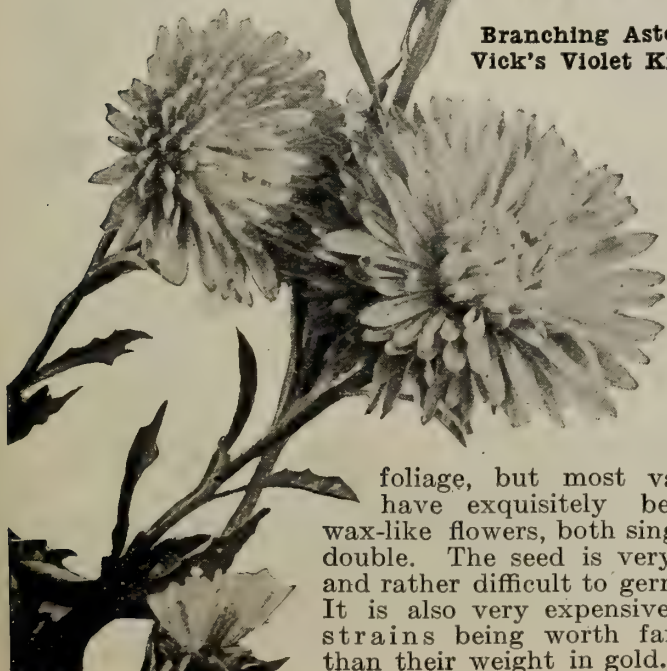 Branching Aste
Vick's Violet Ki
foliage, but most va
have exquisitely be
wax-like flowers, both sing
double. The seed is very
and rather difficult to ger
It is also very expensive
strains being worth fa
than their weight in gold.